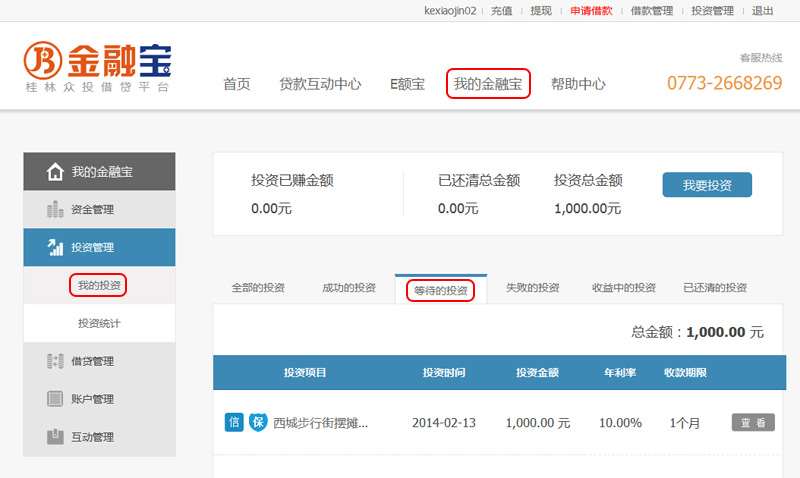 kexiaojin02 | 充值 | 提现 | 申请借款 | 借款管理 | 投资管理 | 退出
金融宝
桂林众投借贷平台
首页 贷款互动中心 E额宝 我的金融宝 帮助中心
客服热线
0773-2668269
我的金融宝
资金管理
投资管理
我的投资
投资统计
借贷管理
账户管理
互动管理
投资已赚金额 已还清总金额 投资总金额
0.00元 0.00元 1,000.00元
我要投资
全部的投资 成功的投资 等待的投资 失败的投资 收益中的投资 已还清的投资
总金额：1,000.00 元
投资项目 投资时间 投资金额 年利率 收款期限
信 保 西城步行街摆摊... 2014-02-13 1,000.00 元 10.00% 1个月 查 看